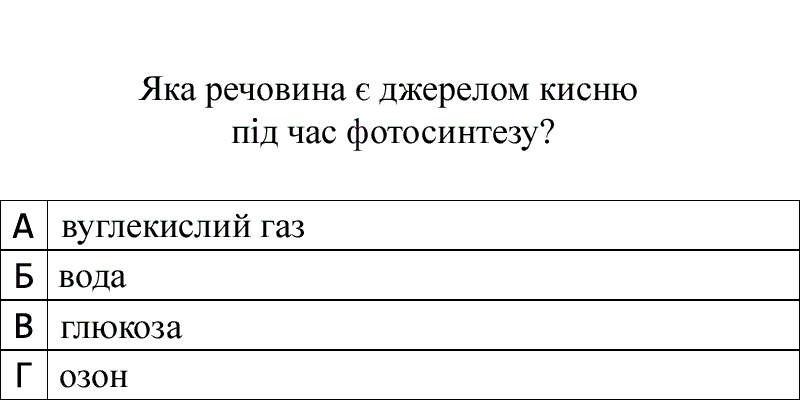 Яка речовина є джерелом кисню
під час фотосинтезу?
А вуглекислий газ
Б вода
В глюкоза
Г озон